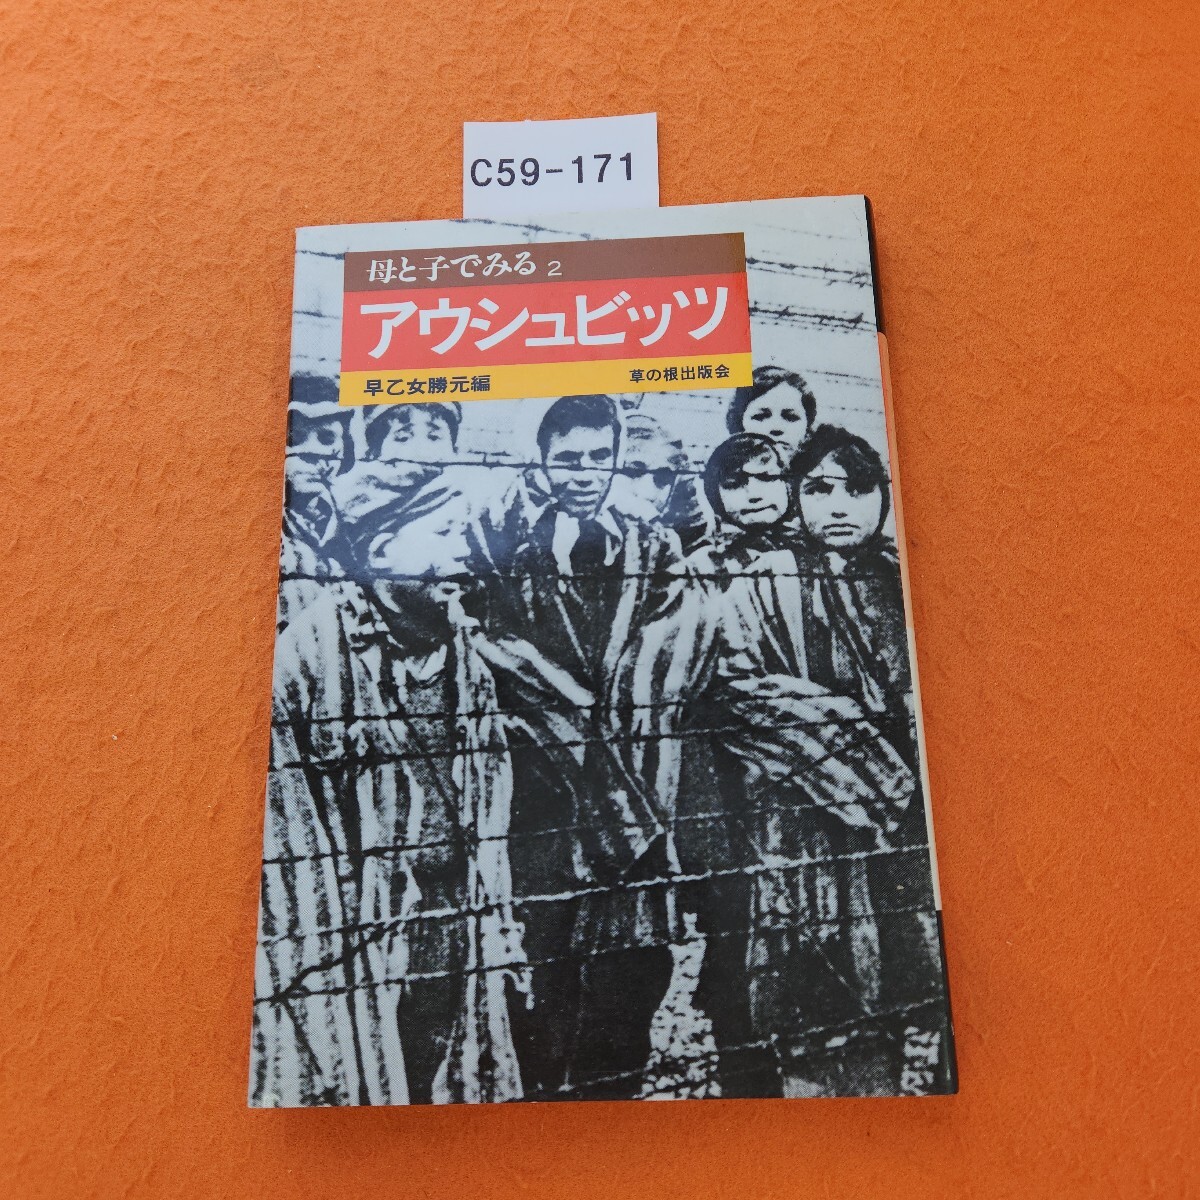 C59-171
母と子でみる 2
アウシュビッツ
早乙女勝元編 草の根出版会